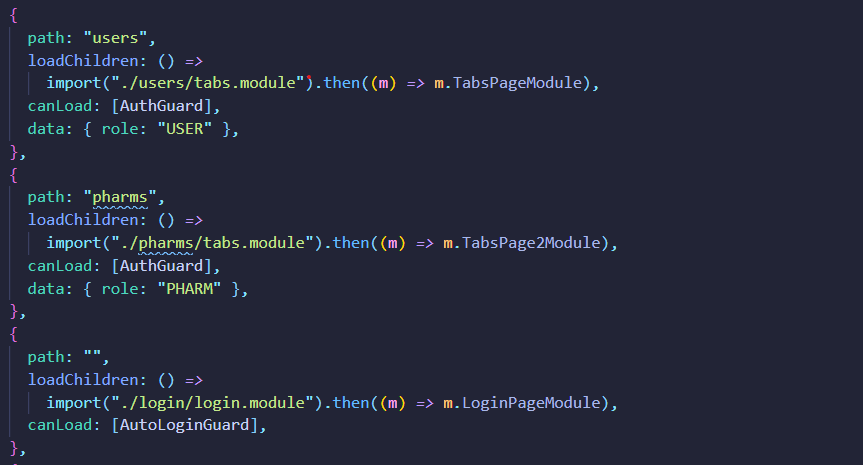 {
path: "users",
loadChildren: () =>
import("./users/tabs.module").then((m) => m.TabsPageModule),
canLoad: [AuthGuard],
data: { role: "USER" },
},
{
path: "pharms",
loadChildren: () =>
import("./pharms/tabs.module").then((m) => m.TabsPage2Module),
canLoad: [AuthGuard],
data: { role: "PHARM" },
},
{
path: "",
loadChildren: () =>
import("./login/login.module").then((m) => m.LoginPageModule),
canLoad: [AutoLoginGuard],
},